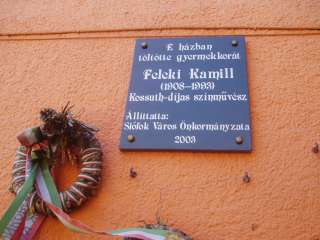 E házban
töltötte gyermekkorát
Feleki Kamill
(1908–1993)
Kossuth-díjas színművész
Állíttatta:
Siófok Város Önkormányzata
2003